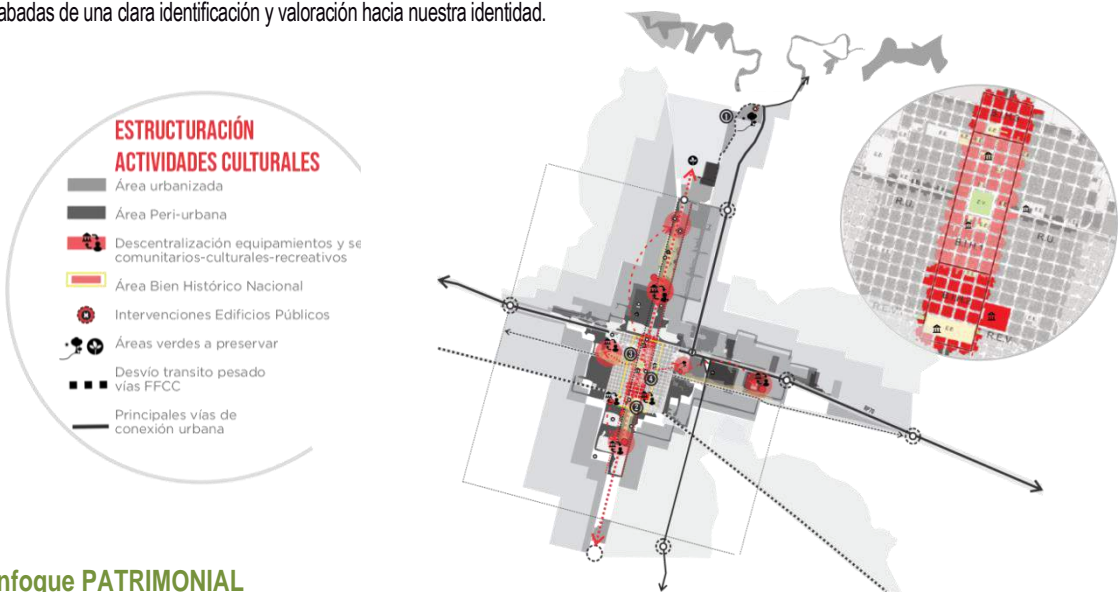 abadas de una clara identificación y valoración hacia nuestra identidad.
ESTRUCTURACIÓN
ACTIVIDADES CULTURALES
Área urbanizada
Área Peri-urbana
Descentralización equipamientos y se
comunitarios-culturales-recreativos
Área Bien Histórico Nacional
Intervenciones Edificios Públicos
Áreas verdes a preservar
Desvío transito pesado
vías FFCC
Principales vías de
conexión urbana
R.U.
R.U.
B.H.N
nfoque PATRIMONIAL